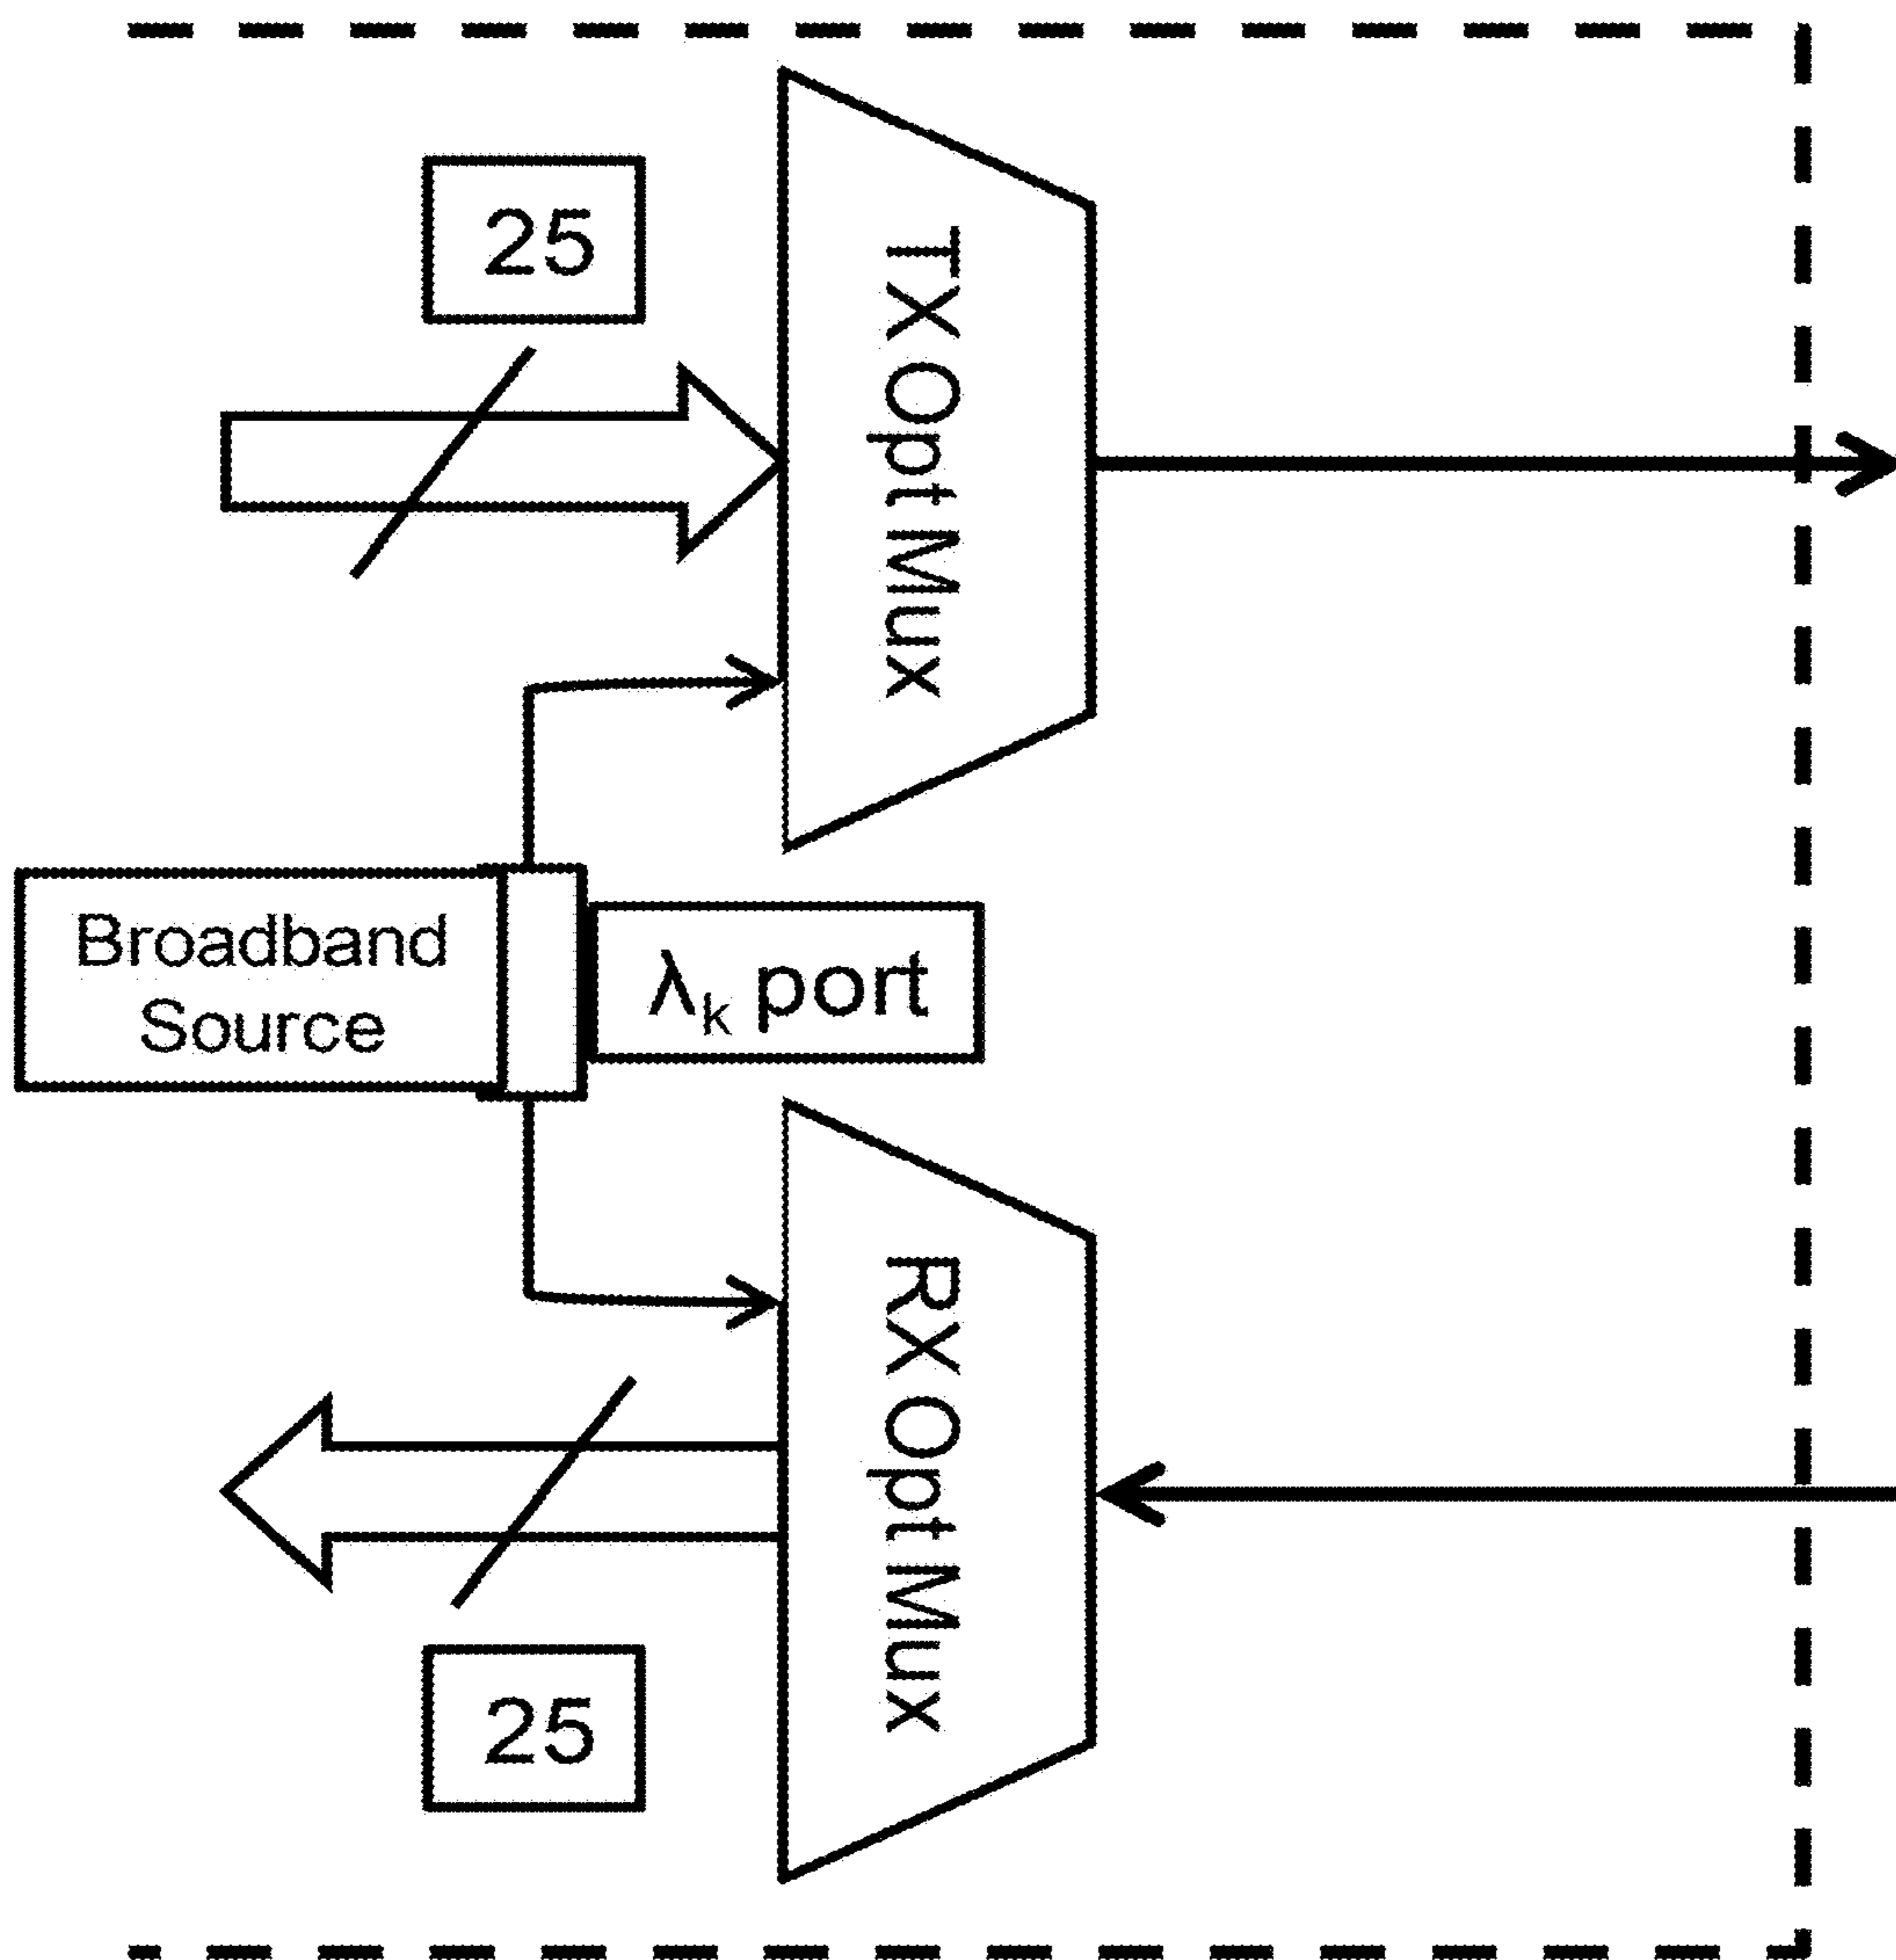 25
TX Opt Mux
Broadband
Source
λₖ port
RX Opt Mux
25